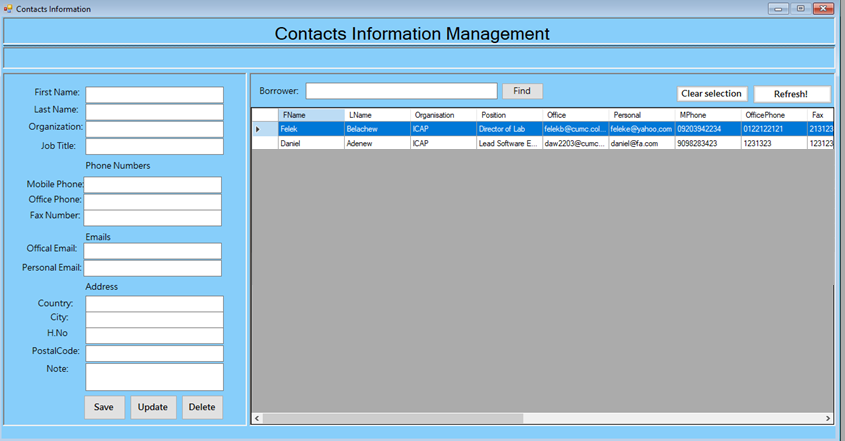 Contacts Information
Contacts Information Management
First Name:
Last Name:
Organization:
Job Title:
Phone Numbers
Mobile Phone:
Office Phone:
Fax Number:
Emails
Offical Email:
Personal Email:
Address
Country:
City:
H.No
PostalCode:
Note:
Save Update Delete
Borrower: Find Clear selection Refresh!
FName LName Organisation Position Office Personal MPhone OfficePhone Fax
Felek Belachew ICAP Director of Lab felekb@cumc.col... feleke@yahoo.com 09203942234 0122122121 213123
Daniel Adenew ICAP Lead Software E... daw2203@cumc... daniel@fa.com 9098283423 1231323 123123